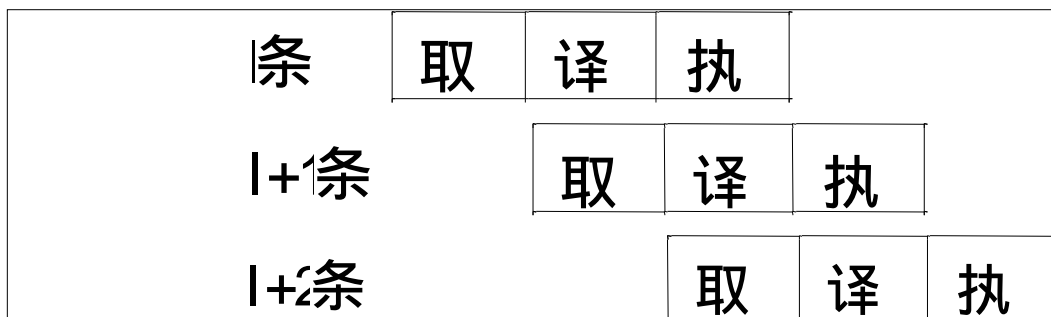 I条 取 译 执
I+1条 取 译 执
I+2条 取 译 执